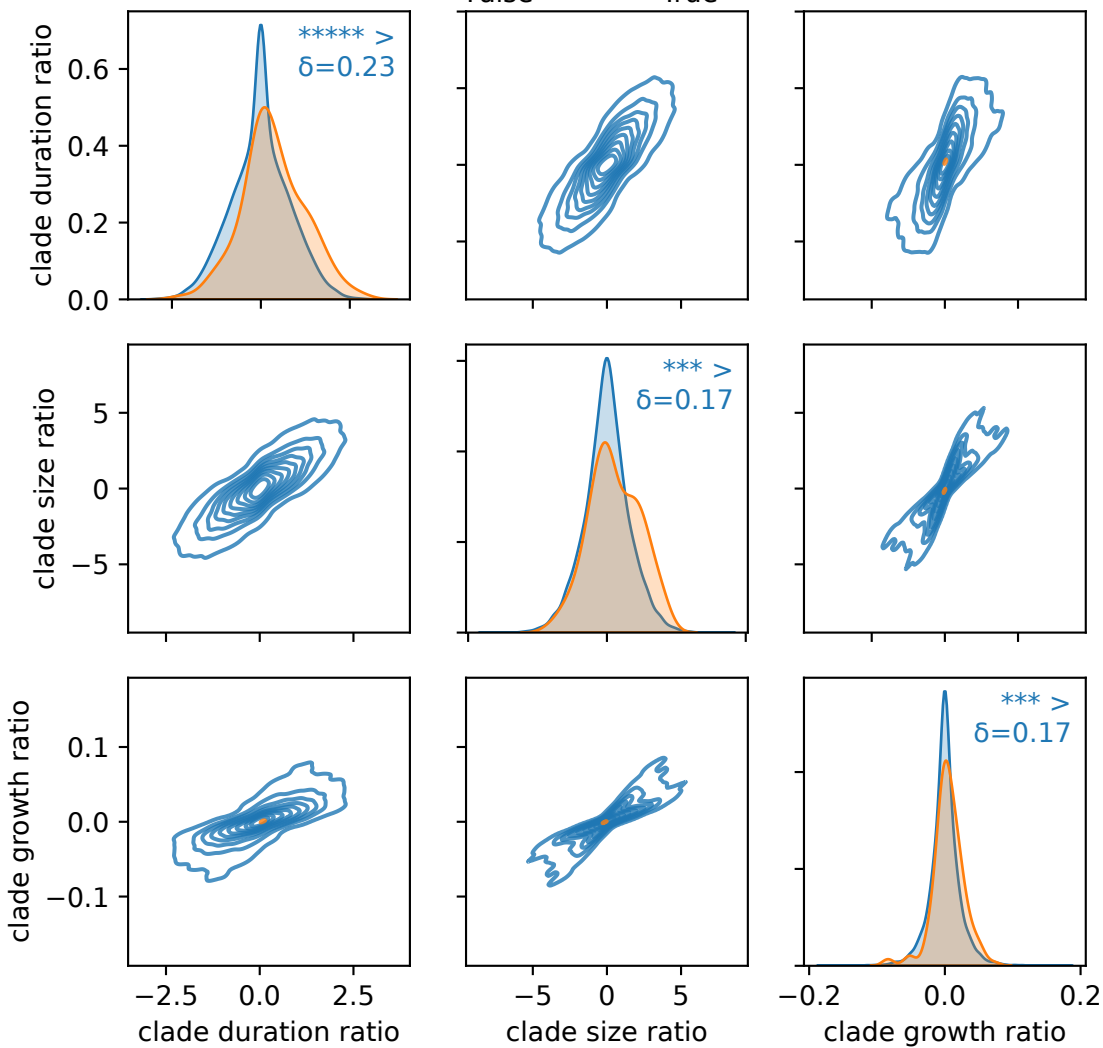 clade duration ratio
0.6
0.4
0.2
0.0
***** >
δ=0.23
clade size ratio
5
0
−5
*** >
δ=0.17
clade growth ratio
0.1
0.0
−0.1
*** >
δ=0.17
−2.5 0.0 2.5
−5 0 5
−0.2 0.0 0.2
clade duration ratio
clade size ratio
clade growth ratio